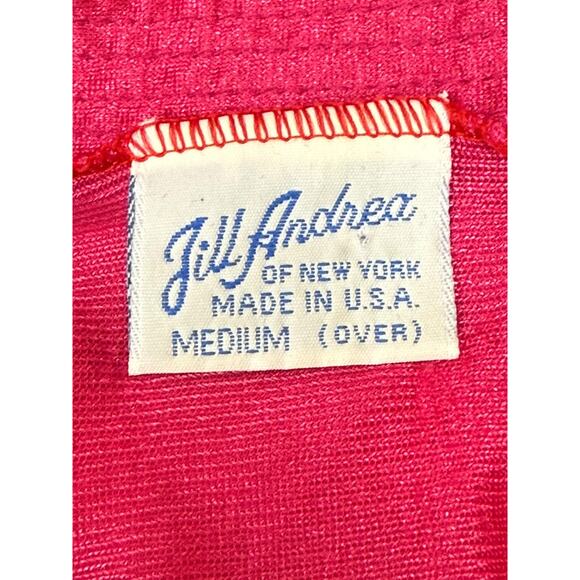 Jill Andrea
OF NEW YORK
MADE IN U.S.A.
MEDIUM (OVER)